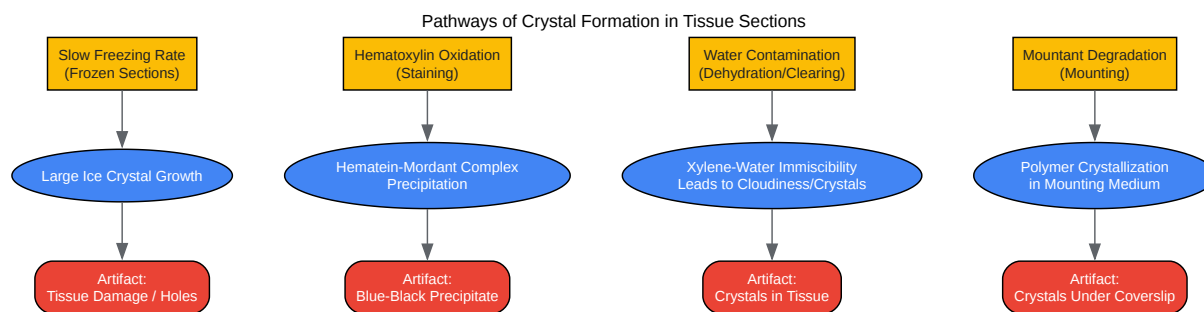 Pathways of Crystal Formation in Tissue Sections
Slow Freezing Rate
(Frozen Sections)
Hematoxylin Oxidation
(Staining)
Water Contamination
(Dehydration/Clearing)
Mountant Degradation
(Mounting)
Large Ice Crystal Growth
Hematein-Mordant Complex
Precipitation
Xylene-Water Immiscibility
Leads to Cloudiness/Crystals
Polymer Crystallization
in Mounting Medium
Artifact:
Tissue Damage / Holes
Artifact:
Blue-Black Precipitate
Artifact:
Crystals in Tissue
Artifact:
Crystals Under Coverslip